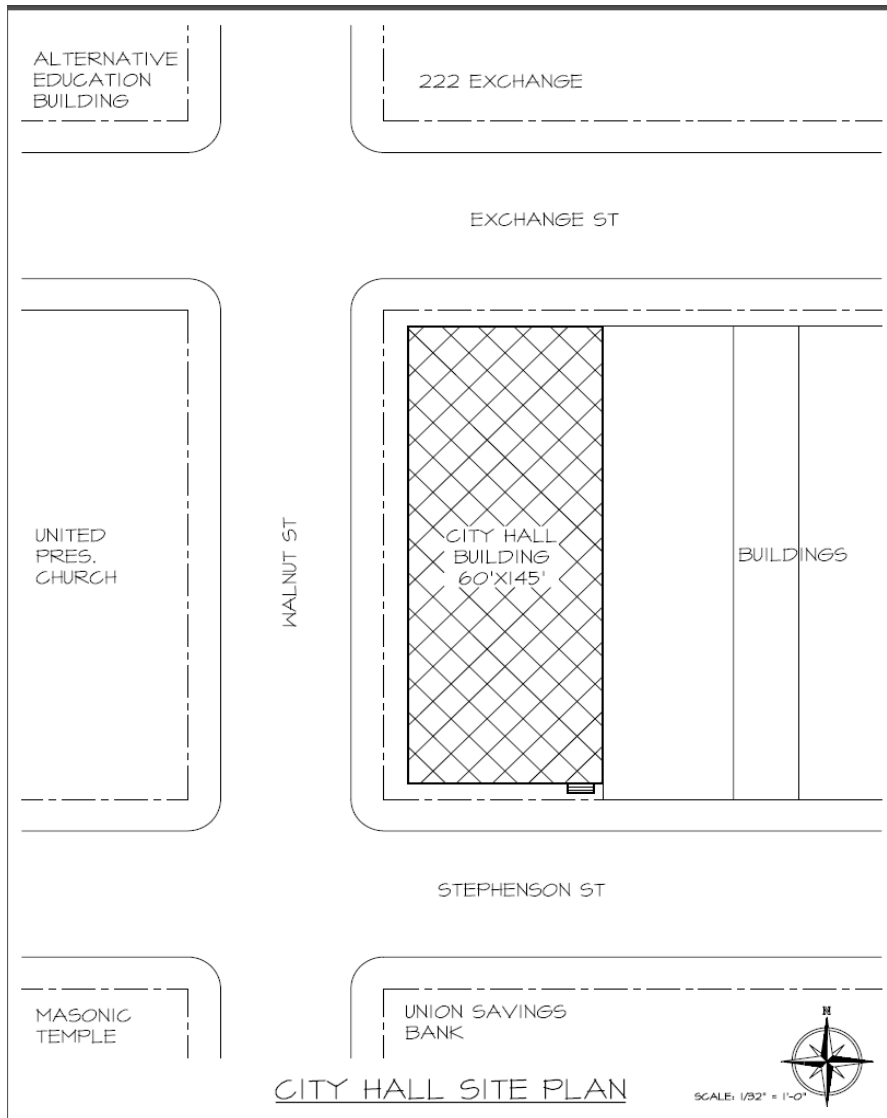 ALTERNATIVE
EDUCATION
BUILDING
222 EXCHANGE
EXCHANGE ST
UNITED
PRES.
CHURCH
WALNUT ST
CITY HALL
BUILDING
60'X145'
BUILDINGS
STEPHENSON ST
MASONIC
TEMPLE
UNION SAVINGS
BANK
N
CITY HALL SITE PLAN
SCALE: 1/32" = 1'-0"